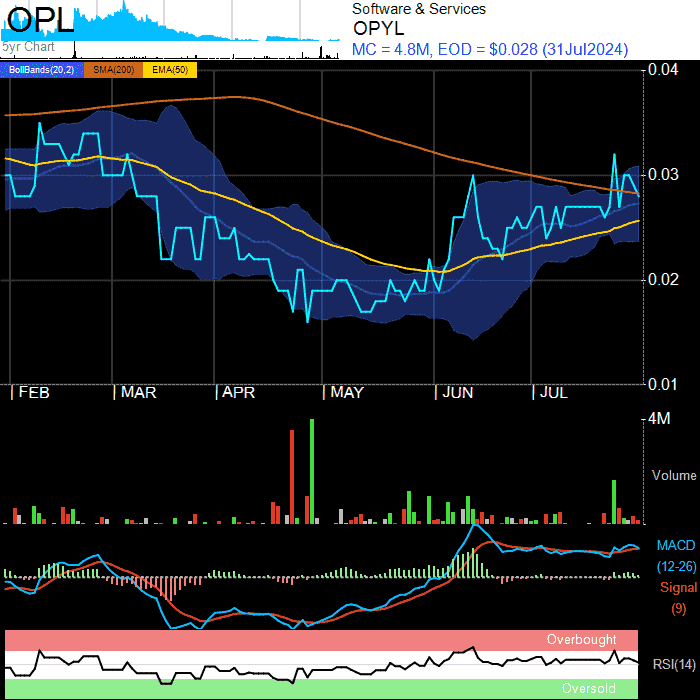 OPL
5yr Chart
Software & Services
OPYL
MC = 4.8M, EOD = $0.028 (31Jul2024)
BollBands(20,2) SMA(200) EMA(50)
0.04
0.03
0.02
0.01
FEB MAR APR MAY JUN JUL
4M
Volume
MACD
(12-26)
Signal
(9)
Overbought
RSI(14)
Oversold